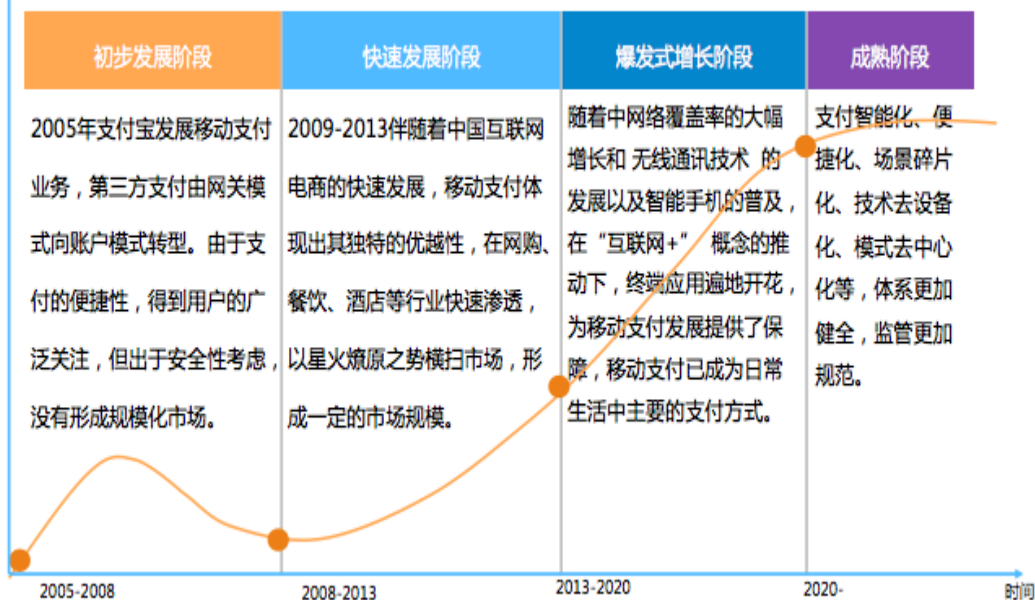 初步发展阶段
快速发展阶段
爆发式增长阶段
成熟阶段
2005年支付宝发展移动支付
业务，第三方支付由网关模
式向账户模式转型。由于支
付的便捷性，得到用户的广
泛关注，但出于安全性考虑，
没有形成规模化市场。
2009-2013伴随着中国互联网
电商的快速发展，移动支付体
现出其独特的优越性，在网购、
餐饮、酒店等行业快速渗透，
以星火燎原之势横扫市场，形
成一定的市场规模。
随着中网络覆盖率的大幅
增长和 无线通讯技术 的
发展以及智能手机的普及，
在“互联网+” 概念的推
动下，终端应用遍地开花，
为移动支付发展提供了保
障，移动支付已成为日常
生活中主要的支付方式。
支付智能化、便
捷化、场景碎片
化、技术去设备
化、模式去中心
化等，体系更加
健全，监管更加
规范。
2005-2008
2008-2013
2013-2020
2020-
时间